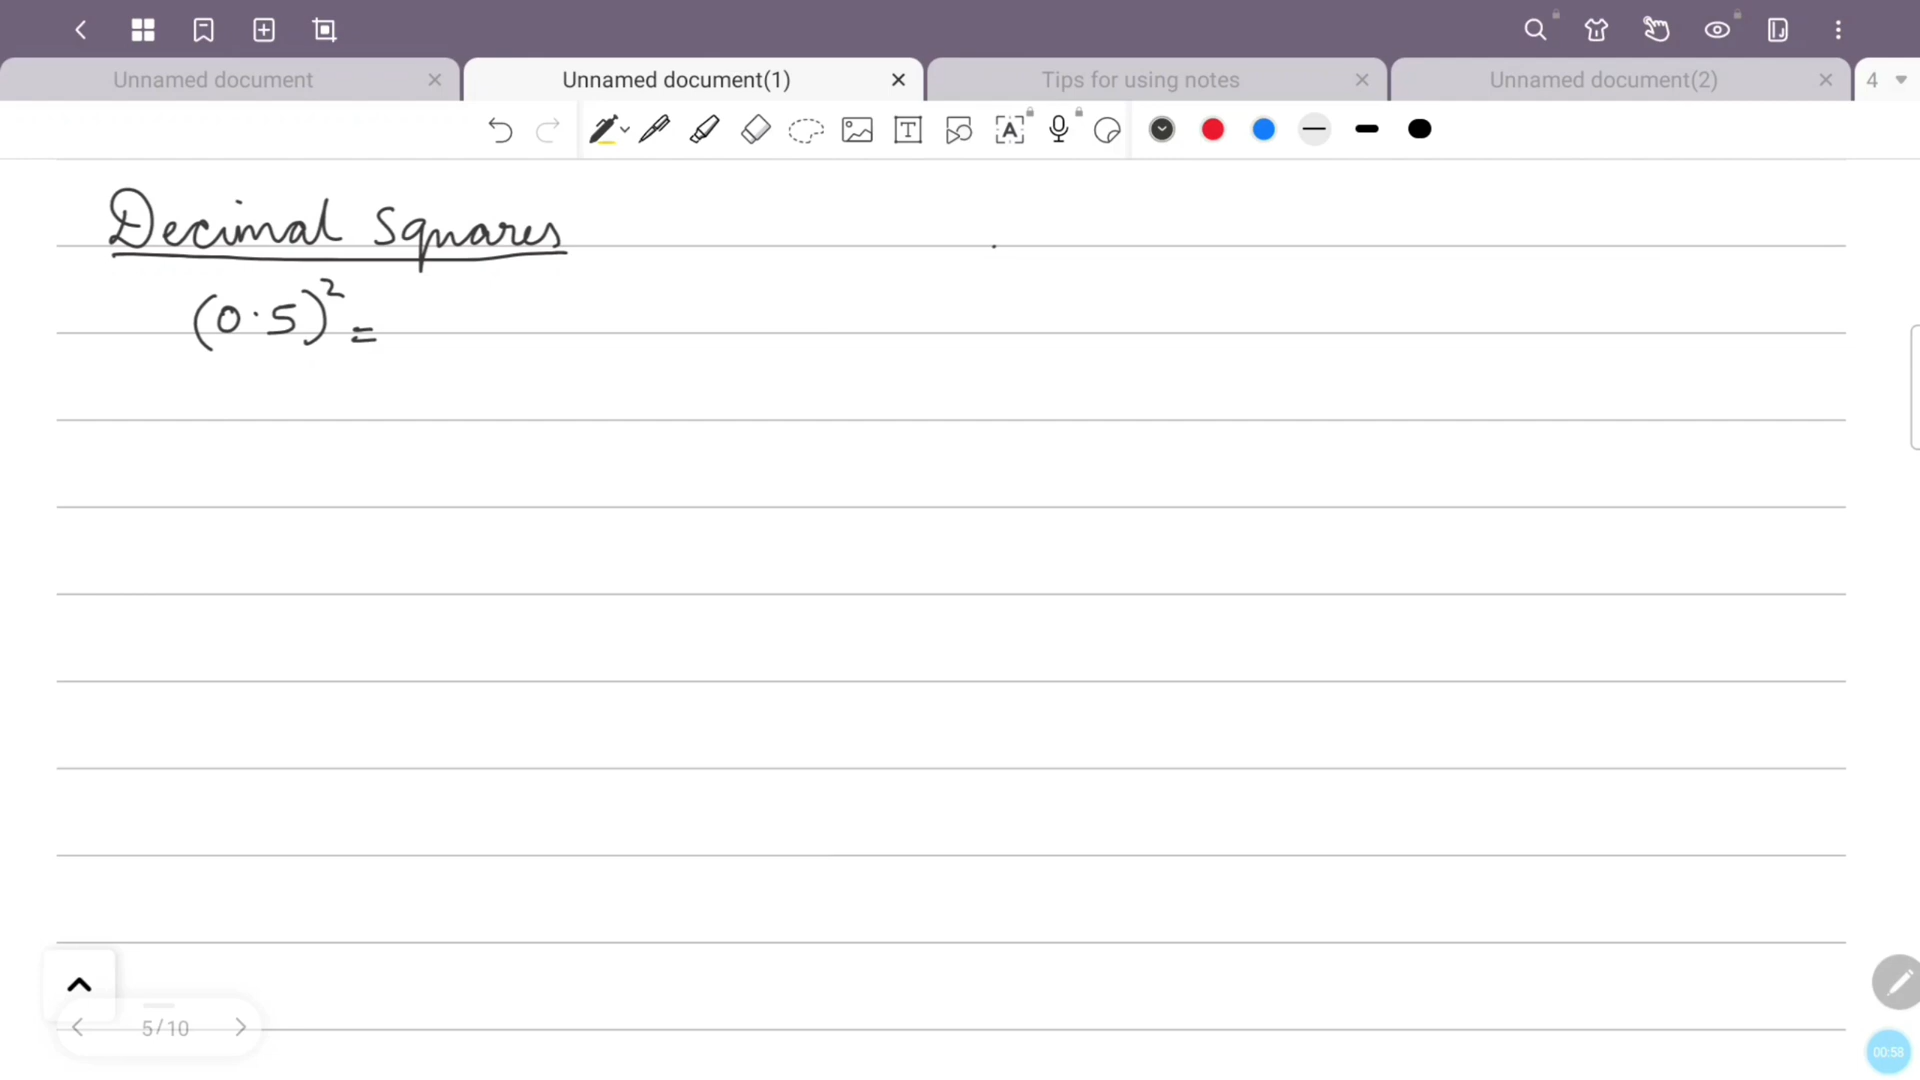 Unnamed document
Unnamed document(1)
Tips for using notes
Unnamed document(2)
4
Decimal Squares
(0.5)² =
5/10
00:58